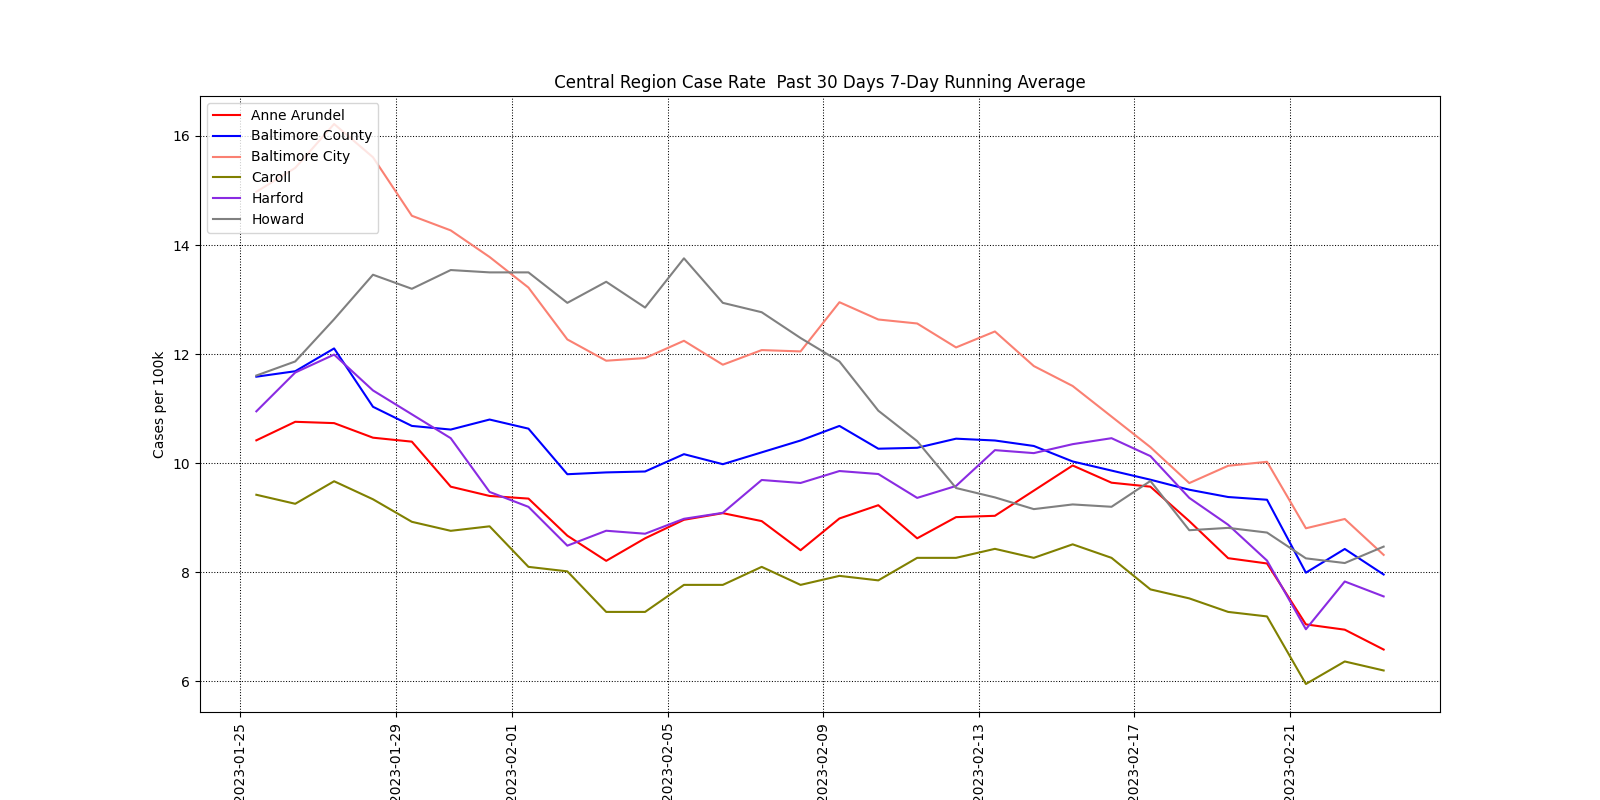 Central Region Case Rate  Past 30 Days 7-Day Running Average
Anne Arundel
Baltimore County
Baltimore City
Caroll
Harford
Howard
16
14
12
10
8
6
Cases per 100k
2023-01-25
2023-01-29
2023-02-01
2023-02-05
2023-02-09
2023-02-13
2023-02-17
2023-02-21